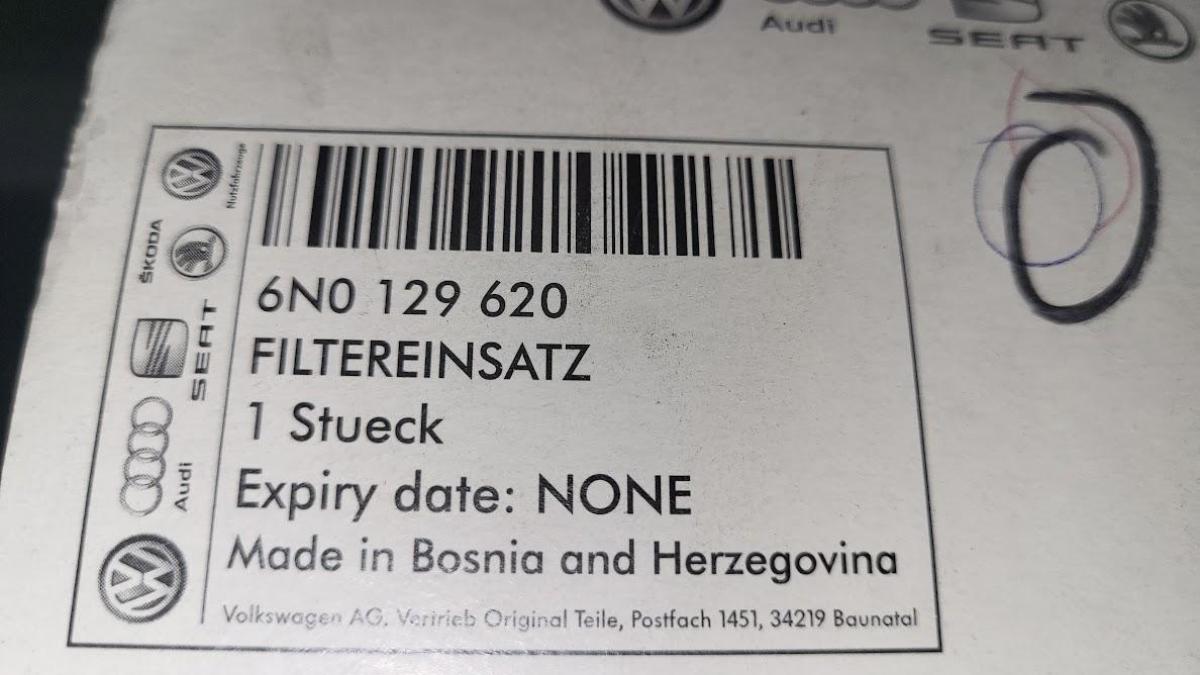 Audi
SEAT
Nutzfahrzeuge
ŠKODA
SEAT
Audi
6N0 129 620
FILTEREINSATZ
1 Stueck
Expiry date: NONE
Made in Bosnia and Herzegovina
Volkswagen AG, Vertrieb Original Teile, Postfach 1451, 34219 Baunatal